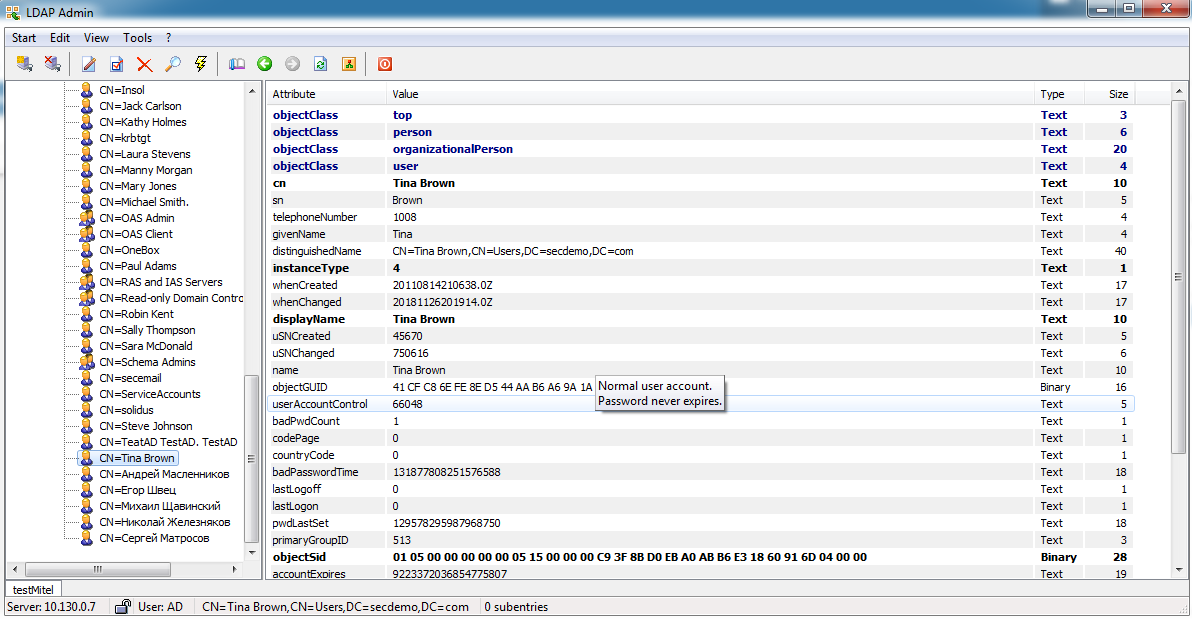 LDAP Admin
Start Edit View Tools ?
CN=Insol
CN=Jack Carlson
CN=Kathy Holmes
CN=krbtgt
CN=Laura Stevens
CN=Manny Morgan
CN=Mary Jones
CN=Michael Smith.
CN=OAS Admin
CN=OAS Client
CN=OneBox
CN=Paul Adams
CN=RAS and IAS Servers
CN=Read-only Domain Contro
CN=Robin Kent
CN=Sally Thompson
CN=Sara McDonald
CN=Schema Admins
CN=secemail
CN=ServiceAccounts
CN=solidus
CN=Steve Johnson
CN=TeatAD TestAD. TestAD
CN=Tina Brown
CN=Андрей Масленников
CN=Егор Швец
CN=Михаил Щавинский
CN=Николай Железняков
CN=Сергей Матросов
Attribute Value Type Size
objectClass top Text 3
objectClass person Text 6
objectClass organizationalPerson Text 20
objectClass user Text 4
cn Tina Brown Text 10
sn Brown Text 5
telephoneNumber 1008 Text 4
givenName Tina Text 4
distinguishedName CN=Tina Brown,CN=Users,DC=secdemo,DC=com Text 40
instanceType 4 Text 1
whenCreated 20110814210638.0Z Text 17
whenChanged 20181126201914.0Z Text 17
displayName Tina Brown Text 10
uSNCreated 45670 Text 5
uSNChanged 750616 Text 6
name Tina Brown Text 10
objectGUID 41 CF C8 6E FE 8E D5 44 AA B6 A6 9A 1A Binary 16
Normal user account.
Password never expires.
userAccountControl 66048 Text 5
badPwdCount 1 Text 1
codePage 0 Text 1
countryCode 0 Text 1
badPasswordTime 131877808251576588 Text 18
lastLogoff 0 Text 1
lastLogon 0 Text 1
pwdLastSet 129578295987968750 Text 18
primaryGroupID 513 Text 3
objectSid 01 05 00 00 00 00 00 05 15 00 00 00 C9 3F 8B D0 EB A0 AB B6 E3 18 60 91 6D 04 00 00 Binary 28
accountExpires 9223372036854775807 Text 19
testMitel
Server: 10.130.0.7 User: AD CN=Tina Brown,CN=Users,DC=secdemo,DC=com 0 subentries